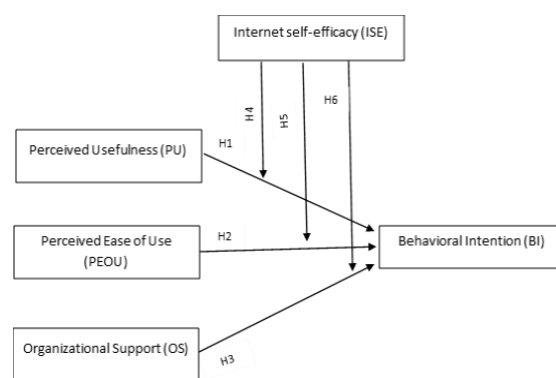 Internet self-efficacy (ISE)
H4
H5
H6
H1
Perceived Usefulness (PU)
H2
Perceived Ease of Use
(PEOU)
Behavioral Intention (BI)
Organizational Support (OS)
H3